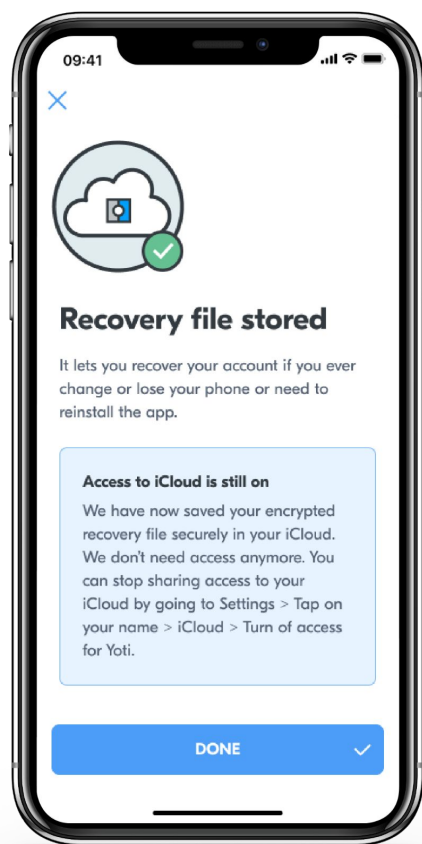 09:41
Recovery file stored
It lets you recover your account if you ever
change or lose your phone or need to
reinstall the app.
Access to iCloud is still on
We have now saved your encrypted
recovery file securely in your iCloud.
We don't need access anymore. You
can stop sharing access to your
iCloud by going to Settings > Tap on
your name > iCloud > Turn of access
for Yoti.
DONE